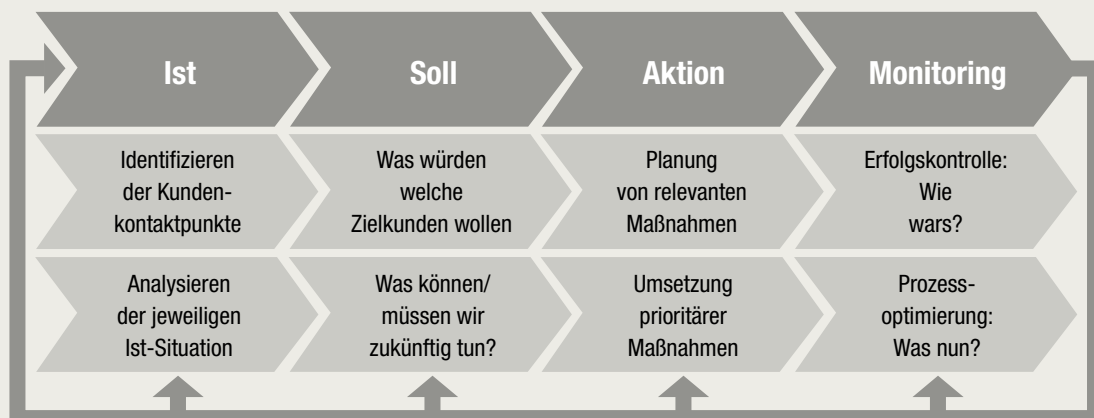 Ist
Soll
Aktion
Monitoring
Identifizieren
der Kunden-
kontaktpunkte
Was würden
welche
Zielkunden wollen
Planung
von relevanten
Maßnahmen
Erfolgskontrolle:
Wie
wars?
Analysieren
der jeweiligen
Ist-Situation
Was können/
müssen wir
zukünftig tun?
Umsetzung
prioritärer
Maßnahmen
Prozess-
optimierung:
Was nun?